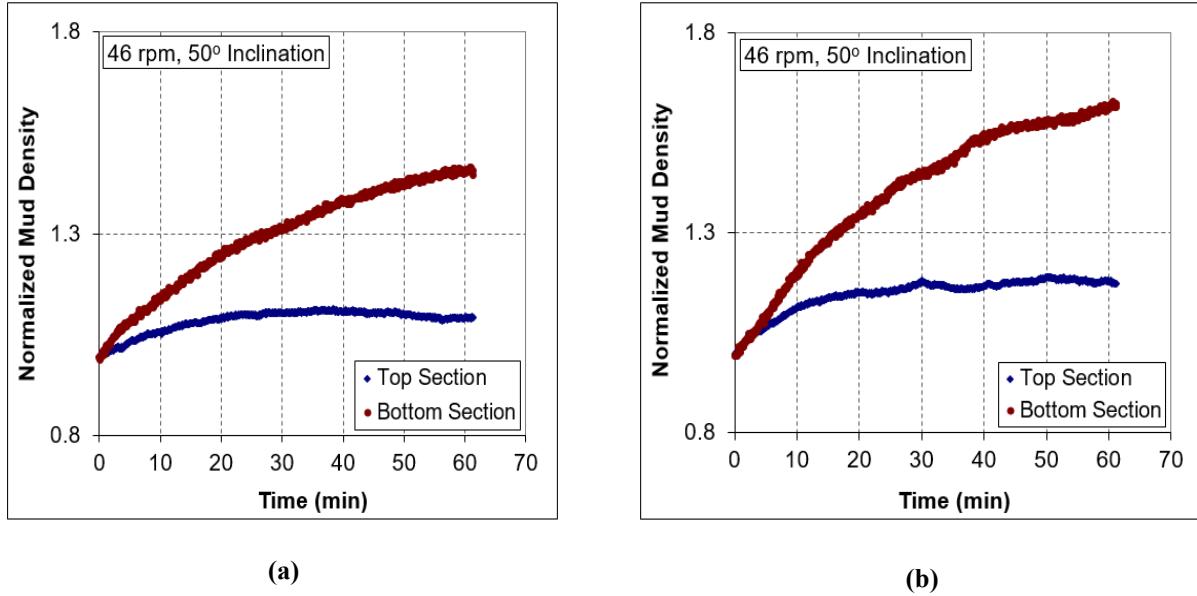 46 rpm, 50º Inclination
1.8
1.3
0.8
Normalized Mud Density
Top Section
Bottom Section
0 10 20 30 40 50 60 70
Time (min)
(a)
46 rpm, 50º Inclination
1.8
1.3
0.8
Normalized Mud Density
Top Section
Bottom Section
0 10 20 30 40 50 60 70
Time (min)
(b)